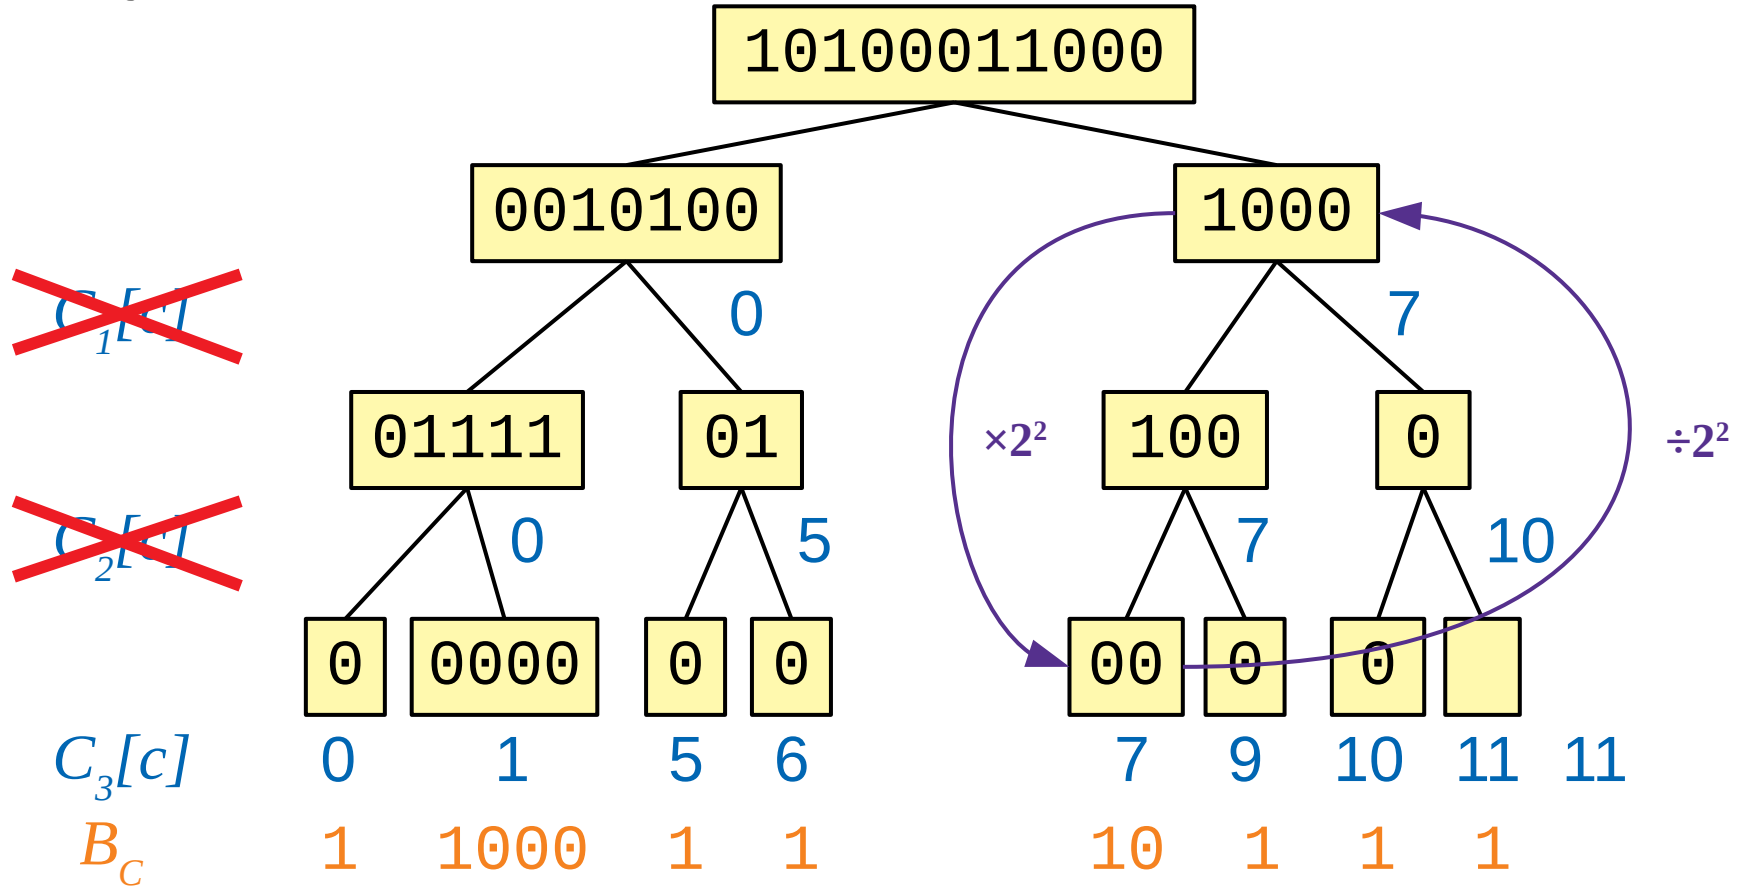 10100011000
0010100 1000
C1[c] 0 7
01111 01 100 0
×2² ÷2²
C2[c] 0 5 7 10
0 0000 0 0 00 0 0
C3[c] 0 1 5 6 7 9 10 11 11
BC 1 1000 1 1 10 1 1 1